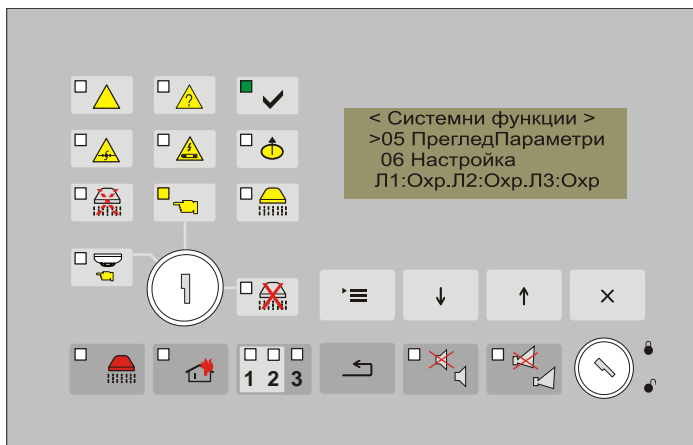 < Системни функции >
>05 ПрегледПараметри
06 Настройка
Л1:Охр.Л2:Охр.Л3:Охр
?
1 2 3